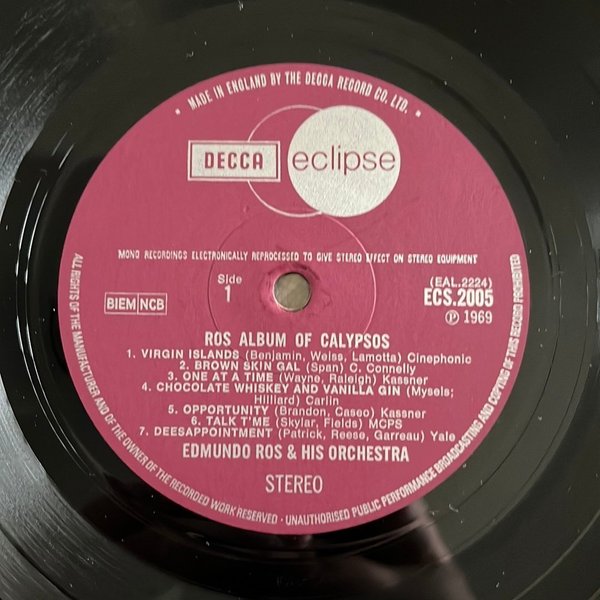 • MADE IN ENGLAND BY THE DECCA RECORD CO. LTD. •
DECCA eclipse
MONO RECORDINGS ELECTRONICALLY REPROCESSED TO GIVE STEREO EFFECT ON STEREO EQUIPMENT
Side
1
(EAL.2224)
ECS.2005
BIEM NCB
℗ 1969
ROS ALBUM OF CALYPSOS
1. VIRGIN ISLANDS (Benjamin, Weiss, Lamotta) Cinephonic
2. BROWN SKIN GAL (Span) C. Connelly
3. ONE AT A TIME (Wayne, Raleigh) Kassner
4. CHOCOLATE WHISKEY AND VANILLA GIN (Mysels;
Hilliard) Carlin
5. OPPORTUNITY (Brandon, Caseo) Kassner
6. TALK T'ME (Skylar, Fields) MCPS
7. DEESAPPOINTMENT (Patrick, Reese, Garreau) Yale
EDMUNDO ROS & HIS ORCHESTRA
STEREO
ALL RIGHTS OF THE MANUFACTURER AND OF THE OWNER OF THE RECORDED WORK RESERVED · UNAUTHORISED PUBLIC PERFORMANCE BROADCASTING AND COPYING OF THIS RECORD PROHIBITED